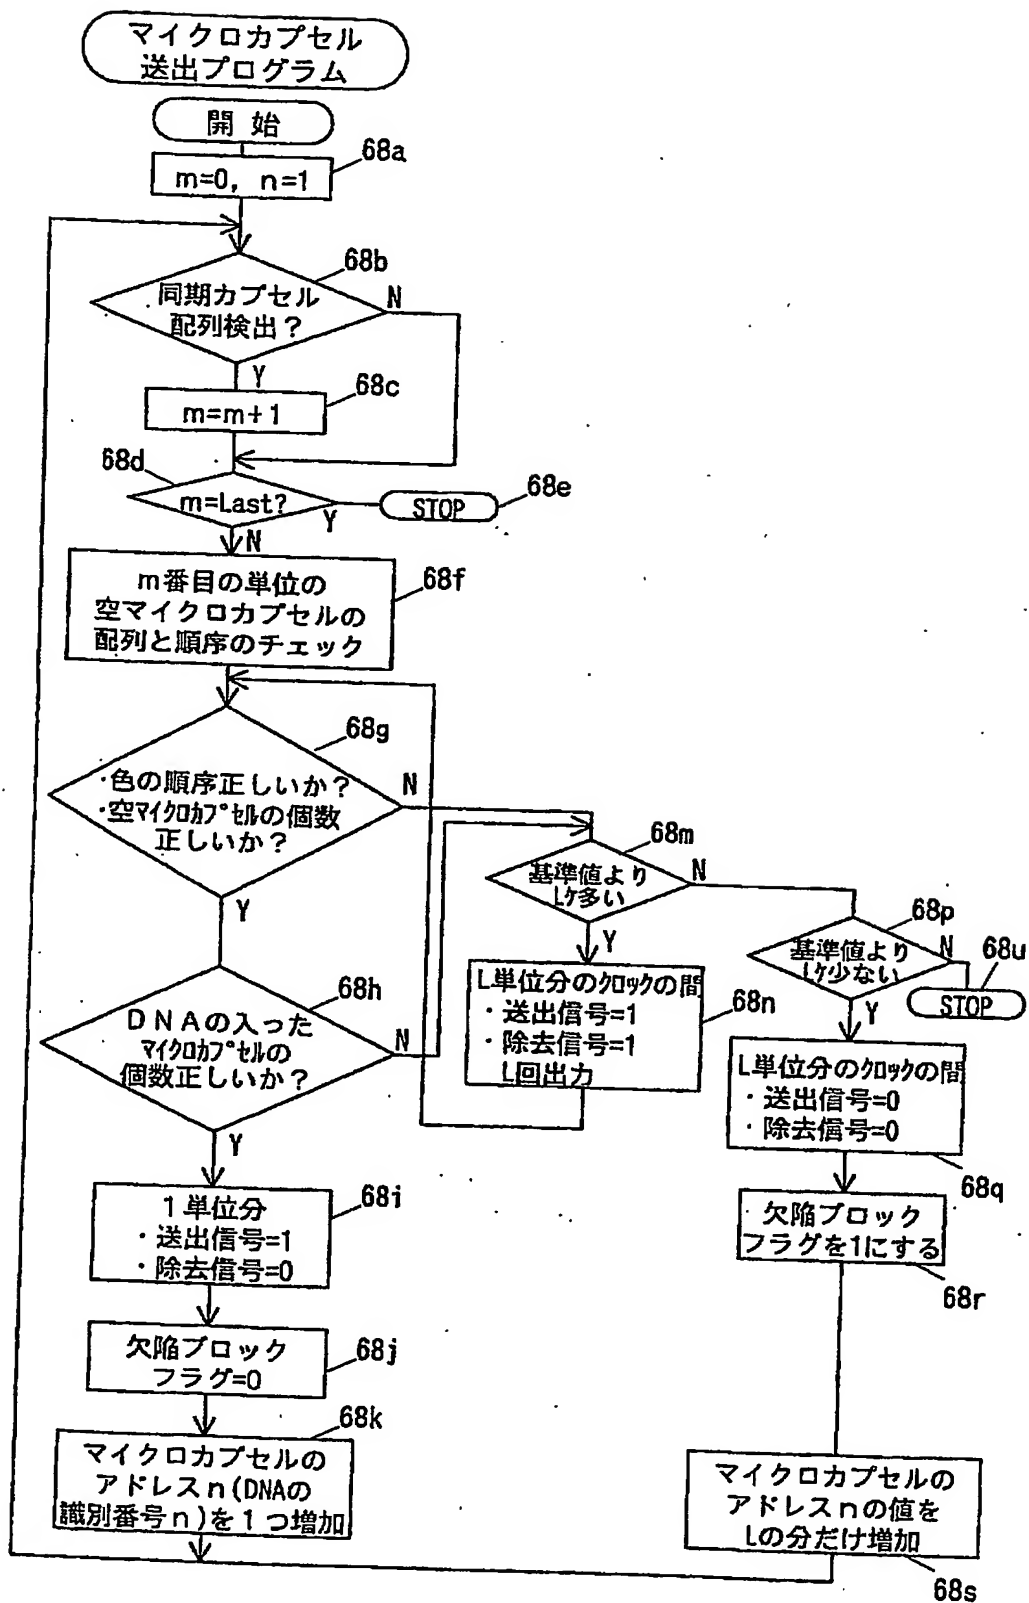 マイクロカプセル
送出プログラム
開 始
68a
m=0, n=1
68b
同期カプセル
配列検出?
N
Y
68c
m=m+1
68d
m=Last?
Y
STOP
68e
N
m番目の単位の
空マイクロカプセルの
配列と順序のチェック
68f
68g
・色の順序正しいか?
・空マイクロカプセルの個数
正しいか?
N
Y
68m
基準値より
Lケ多い
N
Y
68p
基準値より
Lケ少ない
N
68u
STOP
Y
68h
DNAの入った
マイクロカプセルの
個数正しいか?
N
Y
L単位分のクロックの間
・送出信号=1
・除去信号=1
L回出力
68n
L単位分のクロックの間
・送出信号=0
・除去信号=0
68q
1単位分
・送出信号=1
・除去信号=0
68i
欠陥ブロック
フラグを1にする
68r
欠陥ブロック
フラグ=0
68j
68k
マイクロカプセルの
アドレスn(DNAの
識別番号n)を1つ増加
マイクロカプセルの
アドレスnの値を
Lの分だけ増加
68s